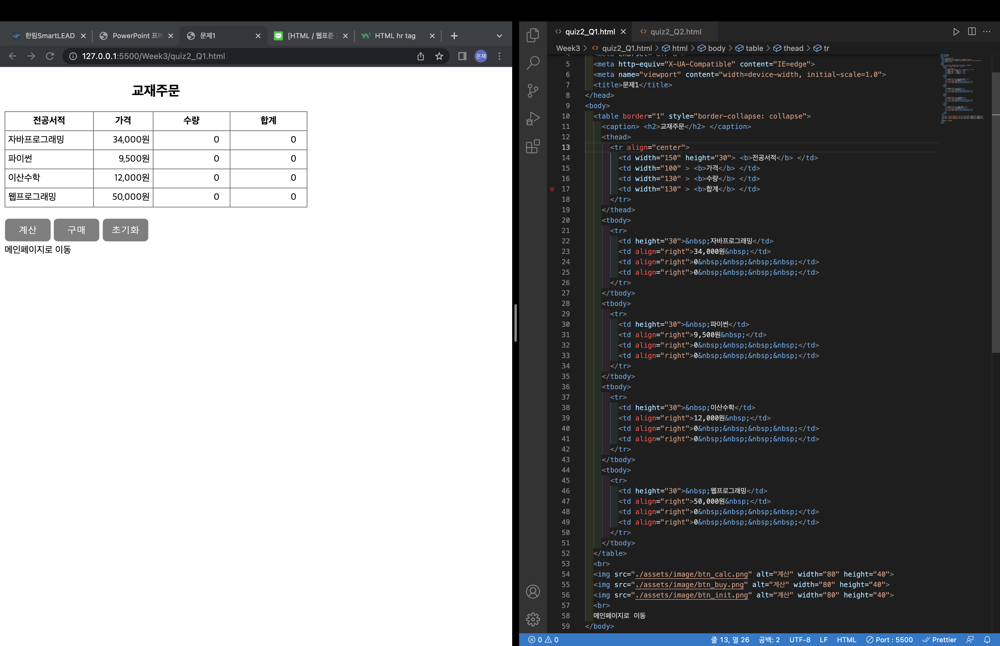 한림SmartLEAD
PowerPoint 프레
문제1
[HTML / 웹표준
HTML hr tag
127.0.0.1:5500/Week3/quiz2_Q1.html
은재
교재주문
전공서적 가격 수량 합계
자바프로그래밍 34,000원 0 0
파이썬 9,500원 0 0
이산수학 12,000원 0 0
웹프로그래밍 50,000원 0 0
계산 구매 초기화
메인페이지로 이동
quiz2_Q1.html
quiz2_Q2.html
Week3 > quiz2_Q1.html > html > body > table > thead > tr
4 <meta charset="UTF-8">
5 <meta http-equiv="X-UA-Compatible" content="IE=edge">
6 <meta name="viewport" content="width=device-width, initial-scale=1.0">
7 <title>문제1</title>
8 </head>
9 <body>
10 <table border="1" style="border-collapse: collapse">
11 <caption> <h2>교재주문</h2> </caption>
12 <thead>
13 <tr align="center">
14 <td width="150" height="30"> <b>전공서적</b> </td>
15 <td width="100" > <b>가격</b> </td>
16 <td width="130" > <b>수량</b> </td>
17 <td width="130" > <b>합계</b> </td>
18 </tr>
19 </thead>
20 <tbody>
21 <tr>
22 <td height="30">&nbsp;자바프로그래밍</td>
23 <td align="right">34,000원&nbsp;</td>
24 <td align="right">0&nbsp;&nbsp;&nbsp;&nbsp;</td>
25 <td align="right">0&nbsp;&nbsp;&nbsp;&nbsp;</td>
26 </tr>
27 </tbody>
28 <tbody>
29 <tr>
30 <td height="30">&nbsp;파이썬</td>
31 <td align="right">9,500원&nbsp;</td>
32 <td align="right">0&nbsp;&nbsp;&nbsp;&nbsp;</td>
33 <td align="right">0&nbsp;&nbsp;&nbsp;&nbsp;</td>
34 </tr>
35 </tbody>
36 <tbody>
37 <tr>
38 <td height="30">&nbsp;이산수학</td>
39 <td align="right">12,000원&nbsp;</td>
40 <td align="right">0&nbsp;&nbsp;&nbsp;&nbsp;</td>
41 <td align="right">0&nbsp;&nbsp;&nbsp;&nbsp;</td>
42 </tr>
43 </tbody>
44 <tbody>
45 <tr>
46 <td height="30">&nbsp;웹프로그래밍</td>
47 <td align="right">50,000원&nbsp;</td>
48 <td align="right">0&nbsp;&nbsp;&nbsp;&nbsp;</td>
49 <td align="right">0&nbsp;&nbsp;&nbsp;&nbsp;</td>
50 </tr>
51 </tbody>
52 </table>
53 <br>
54 <img src="./assets/image/btn_calc.png" alt="계산" width="80" height="40">
55 <img src="./assets/image/btn_buy.png" alt="계산" width="80" height="40">
56 <img src="./assets/image/btn_init.png" alt="계산" width="80" height="40">
57 <br>
58 메인페이지로 이동
59 </body>
0 0 줄 13, 열 26 공백: 2 UTF-8 LF HTML Port : 5500 Prettier